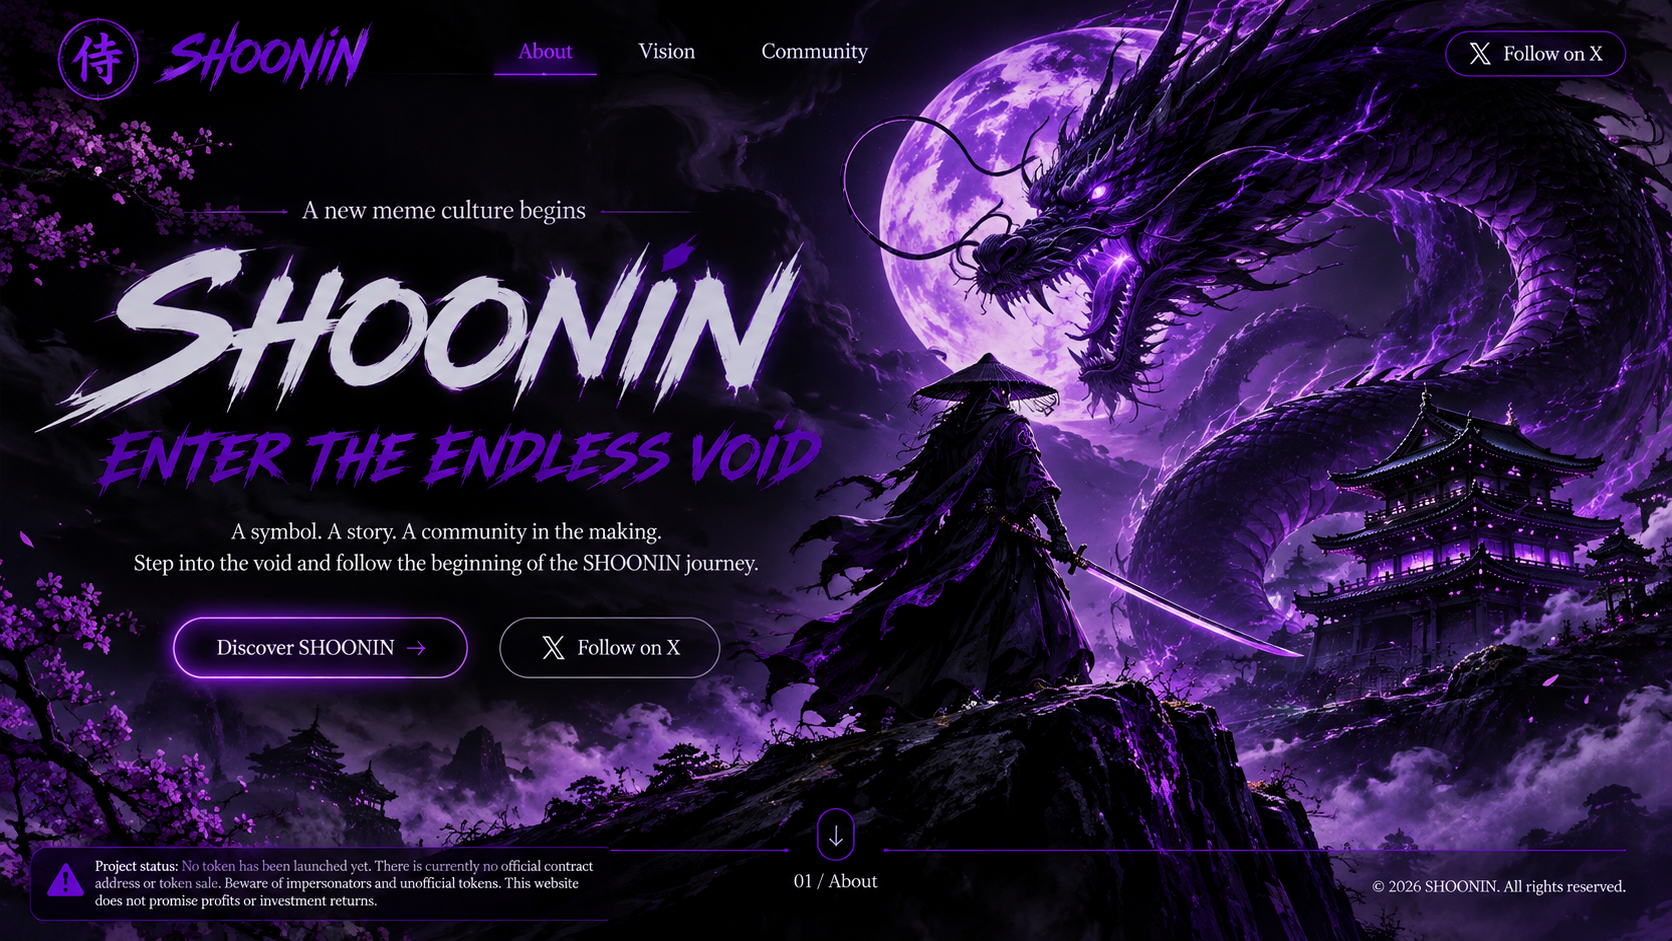 侍
SHOONiN
About
Vision
Community
Follow on X
A new meme culture begins
SHOONiN
ENTER THE ENDLESS VOiD
A symbol. A story. A community in the making.
Step into the void and follow the beginning of the SHOONIN journey.
Discover SHOONIN →
Follow on X
Project status: No token has been launched yet. There is currently no official contract
address or token sale. Beware of impersonators and unofficial tokens. This website
does not promise profits or investment returns.
01 / About
© 2026 SHOONIN. All rights reserved.